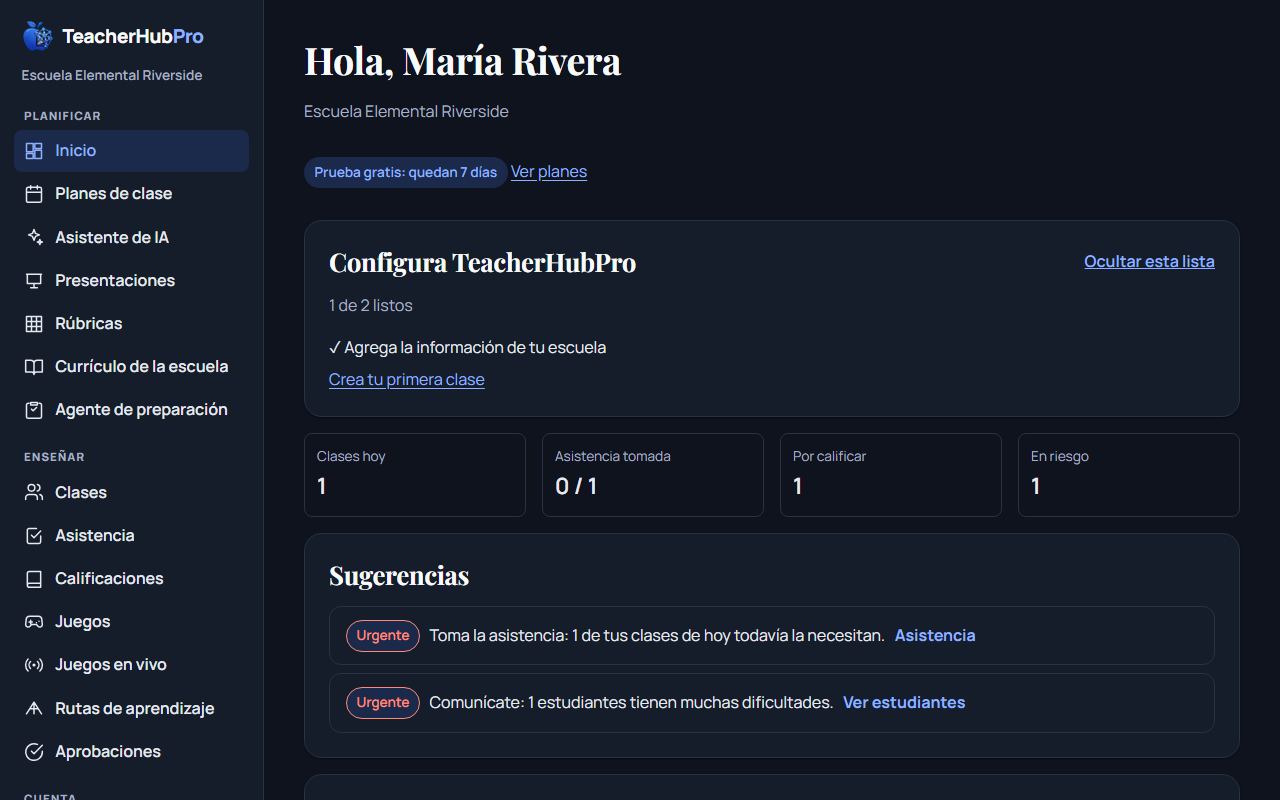 TeacherHubPro
Escuela Elemental Riverside
PLANIFICAR
Inicio
Planes de clase
Asistente de IA
Presentaciones
Rúbricas
Currículo de la escuela
Agente de preparación
ENSEÑAR
Clases
Asistencia
Calificaciones
Juegos
Juegos en vivo
Rutas de aprendizaje
Aprobaciones
CUENTA
Hola, María Rivera
Escuela Elemental Riverside
Prueba gratis: quedan 7 días Ver planes
Configura TeacherHubPro
Ocultar esta lista
1 de 2 listos
✓ Agrega la información de tu escuela
Crea tu primera clase
Clases hoy
1
Asistencia tomada
0 / 1
Por calificar
1
En riesgo
1
Sugerencias
Urgente Toma la asistencia: 1 de tus clases de hoy todavía la necesitan. Asistencia
Urgente Comunícate: 1 estudiantes tienen muchas dificultades. Ver estudiantes